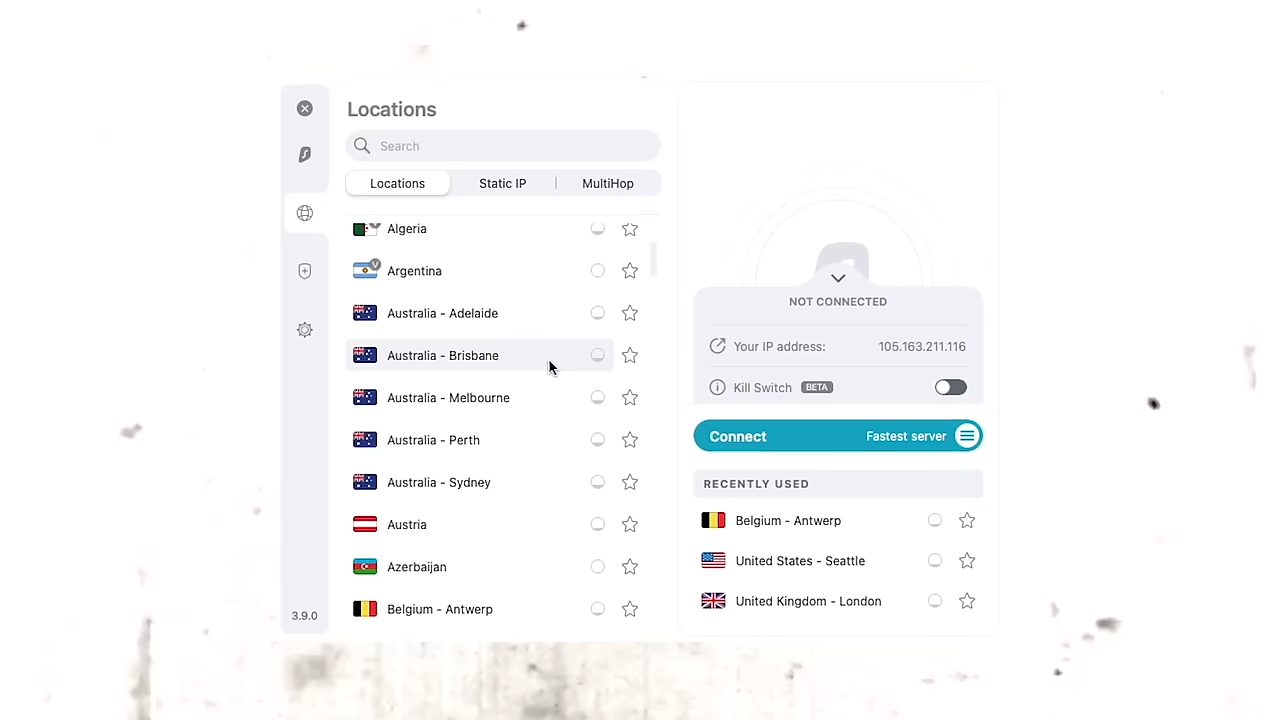 Locations
Search
Locations
Static IP
MultiHop
Algeria
V
Argentina
Australia - Adelaide
Australia - Brisbane
Australia - Melbourne
Australia - Perth
Australia - Sydney
Austria
Azerbaijan
Belgium - Antwerp
3.9.0
NOT CONNECTED
Your IP address: 105.163.211.116
Kill Switch BETA
Connect Fastest server
RECENTLY USED
Belgium - Antwerp
United States - Seattle
United Kingdom - London